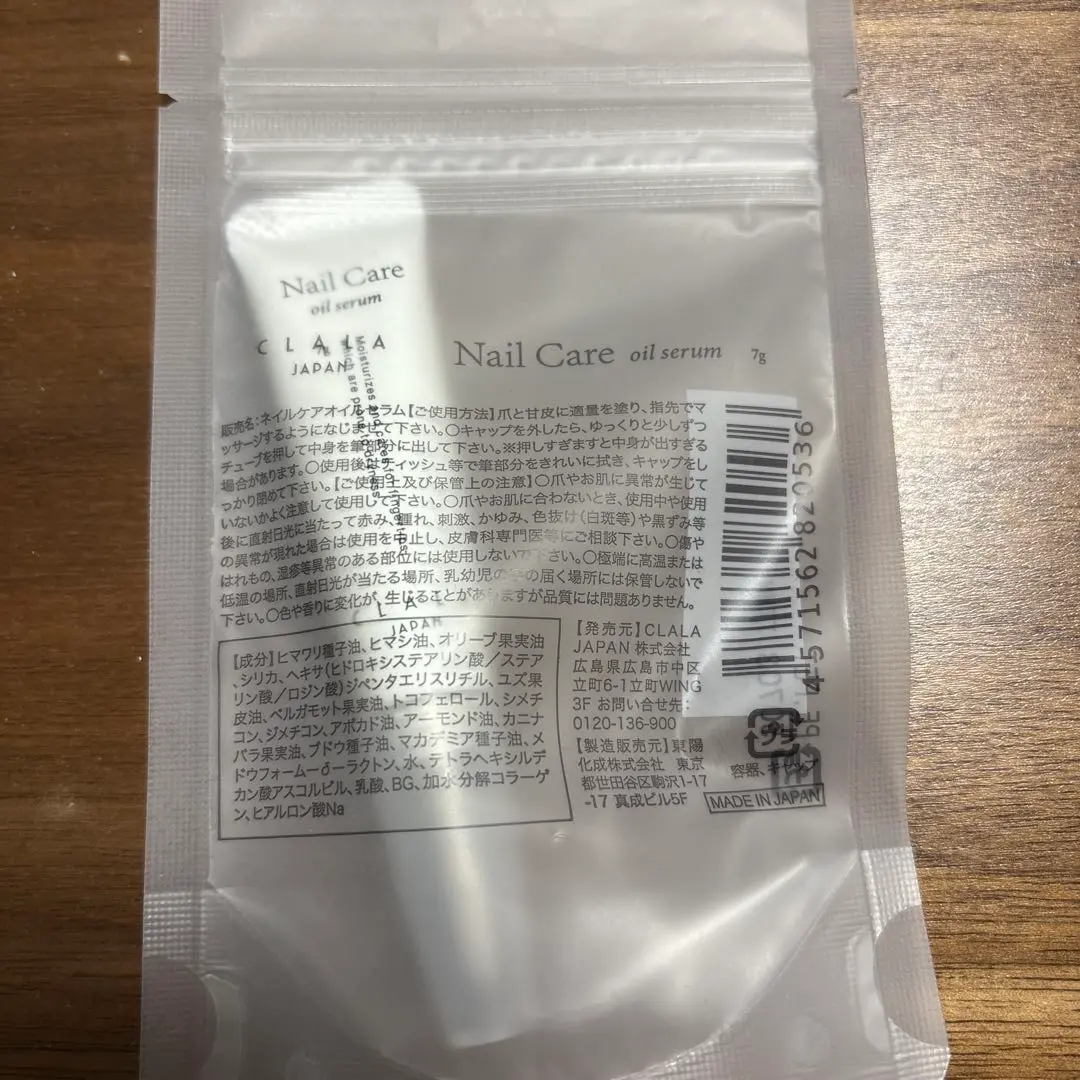 Nail Care
oil serum
CLALA
JAPAN
Nail Care oil serum 7g
販売名:ネイルケアオイルセラム【ご使用方法】爪と甘皮に適量を塗り、指先でマ
ッサージするようになじませて下さい。○キャップを外したら、ゆっくりと少しずつ
チューブを押して中身を筆部分に出して下さい。※押しすぎますと中身が出すぎる
場合があります。○使用後はティッシュ等で筆部分をきれいに拭き、キャップをし
っかり閉めて下さい。【ご使用上及び保管上の注意】○爪やお肌に異常が生じて
いないかよく注意して使用して下さい。○爪やお肌に合わないとき、使用中や使用
後に直射日光に当たって赤み、腫れ、刺激、かゆみ、色抜け(白斑等)や黒ずみ等
の異常が現れた場合は使用を中止し、皮膚科専門医等にご相談下さい。○傷や
はれもの、湿疹等異常のある部位には使用しないで下さい。○極端に高温または
低温の場所、直射日光が当たる場所、乳幼児の手の届く場所には保管しないで
下さい。○色や香りに変化が生じることがありますが品質には問題ありません。
【成分】ヒマワリ種子油、ヒマシ油、オリーブ果実油
、シリカ、ヘキサ(ヒドロキシステアリン酸/ステア
リン酸/ロジン酸)ジペンタエリスリチル、ユズ果
皮油、ベルガモット果実油、トコフェロール、シメチ
コン、ジメチコン、アボカド油、アーモンド油、カニナ
バラ果実油、ブドウ種子油、マカデミア種子油、メ
ドウフォームーδーラクトン、水、テトラヘキシルデ
カン酸アスコルビル、乳酸、BG、加水分解コラーゲ
ン、ヒアルロン酸Na
【発売元】CLALA
JAPAN 株式会社
広島県広島市中区
立町6-1立町WING
3F お問い合せ先:
0120-136-900
【製造販売元】東陽
化成株式会社 東京
都世田谷区駒沢1-17
-17 真成ビル5F
4 571562 820536
容器、キャップ
MADE IN JAPAN